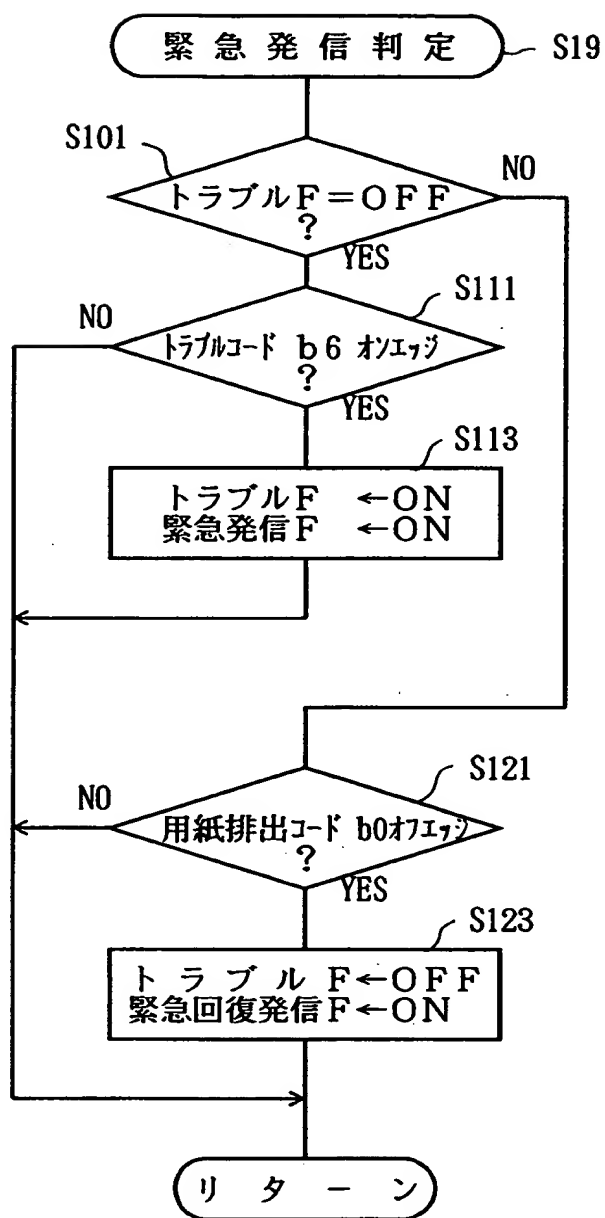 緊急発信判定
S19
S101
トラブルF=OFF
?
NO
YES
S111
NO
トラブルコード b6 オンエッジ
?
YES
S113
トラブルF ←ON
緊急発信F ←ON
S121
NO
用紙排出コード b0オフエッジ
?
YES
S123
トラブル F←OFF
緊急回復発信F←ON
リターン